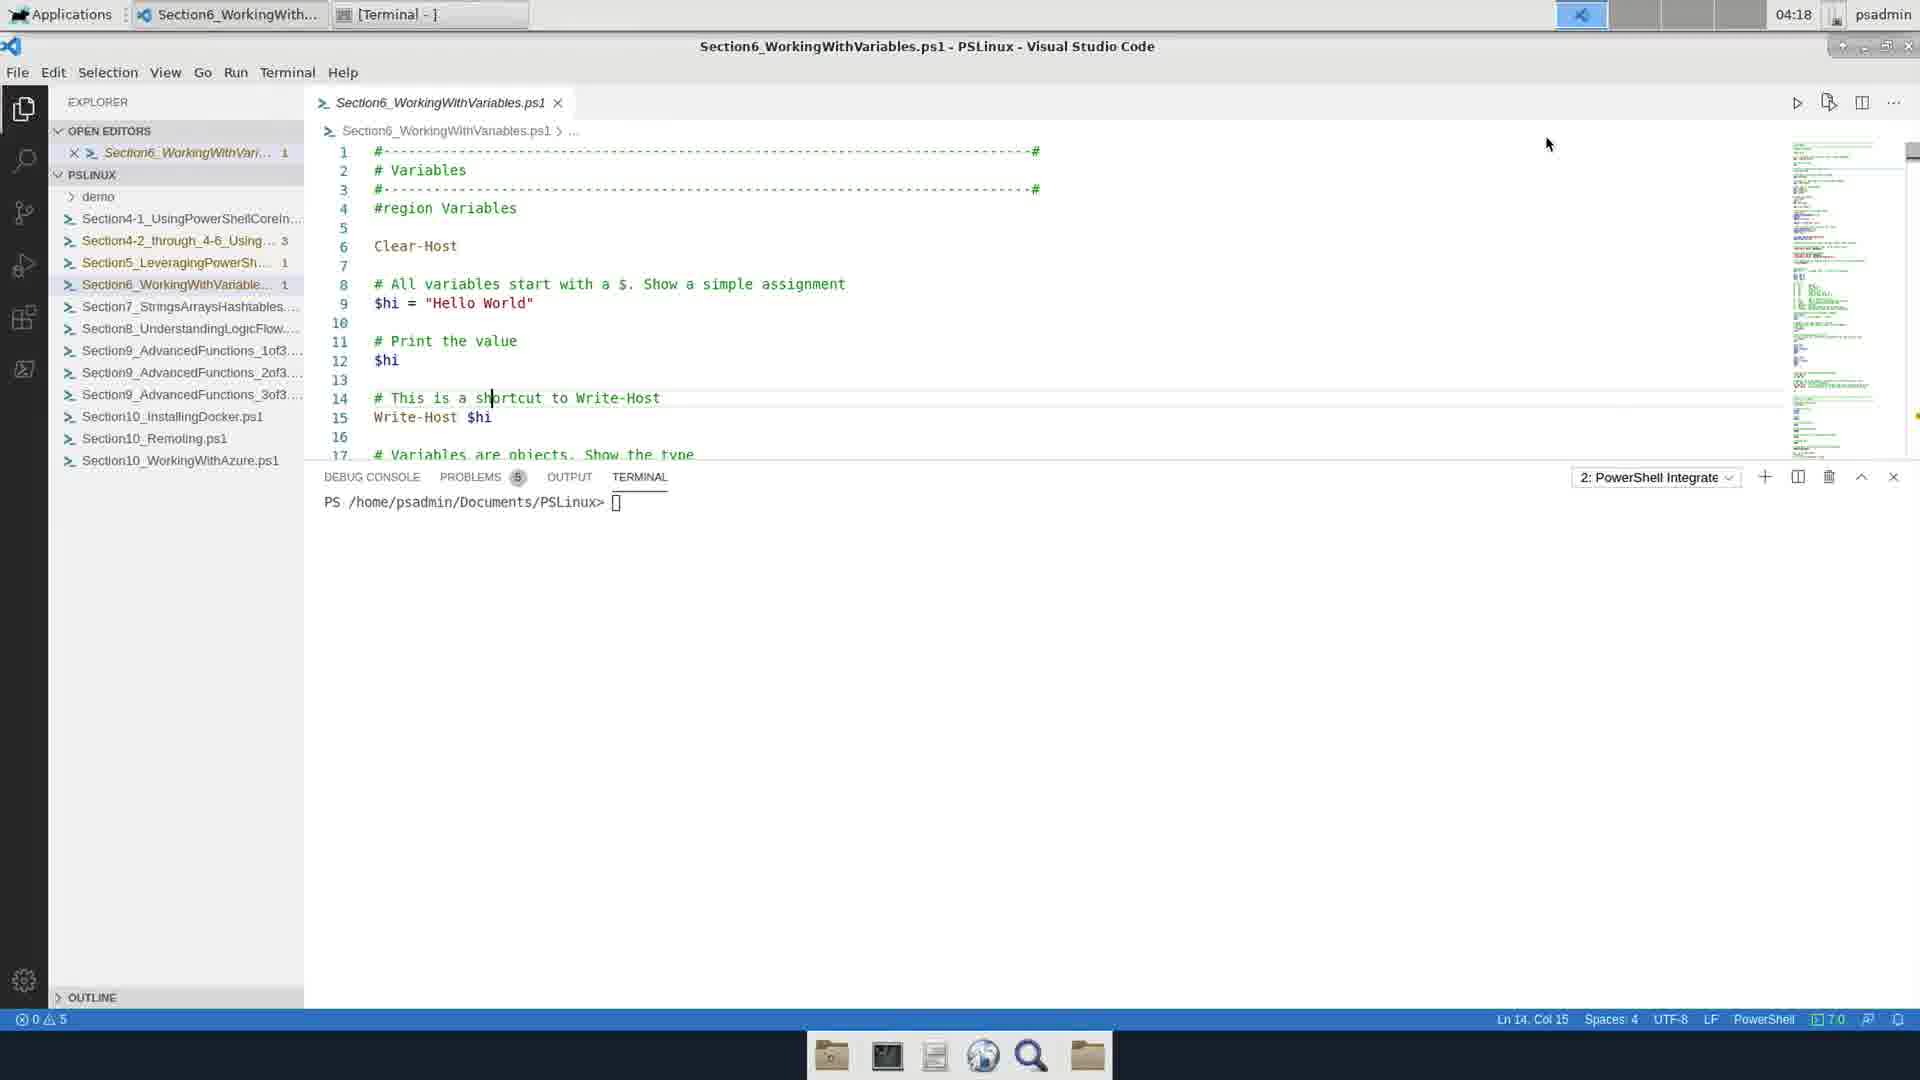 Applications
Section6_WorkingWith...
[Terminal - ]
04:18
psadmin
Section6_WorkingWithVariables.ps1 - PSLinux - Visual Studio Code
File Edit Selection View Go Run Terminal Help
EXPLORER
OPEN EDITORS
Section6_WorkingWithVari... 1
PSLINUX
demo
Section4-1_UsingPowerShellCoreIn...
Section4-2_through_4-6_Using... 3
Section5_LeveragingPowerSh... 1
Section6_WorkingWithVariable... 1
Section7_StringsArraysHashtables....
Section8_UnderstandingLogicFlow....
Section9_AdvancedFunctions_1of3....
Section9_AdvancedFunctions_2of3....
Section9_AdvancedFunctions_3of3....
Section10_InstallingDocker.ps1
Section10_Remoting.ps1
Section10_WorkingWithAzure.ps1
OUTLINE
Section6_WorkingWithVariables.ps1
Section6_WorkingWithVariables.ps1 > ...
1 #-----------------------------------------------------------------------------#
2 # Variables
3 #-----------------------------------------------------------------------------#
4 #region Variables
5
6 Clear-Host
7
8 # All variables start with a $. Show a simple assignment
9 $hi = "Hello World"
10
11 # Print the value
12 $hi
13
14 # This is a shortcut to Write-Host
15 Write-Host $hi
16
17 # Variables are objects. Show the type
DEBUG CONSOLE PROBLEMS 5 OUTPUT TERMINAL
2: PowerShell Integrate
PS /home/psadmin/Documents/PSLinux>
0 5
Ln 14, Col 15 Spaces: 4 UTF-8 LF PowerShell 7.0